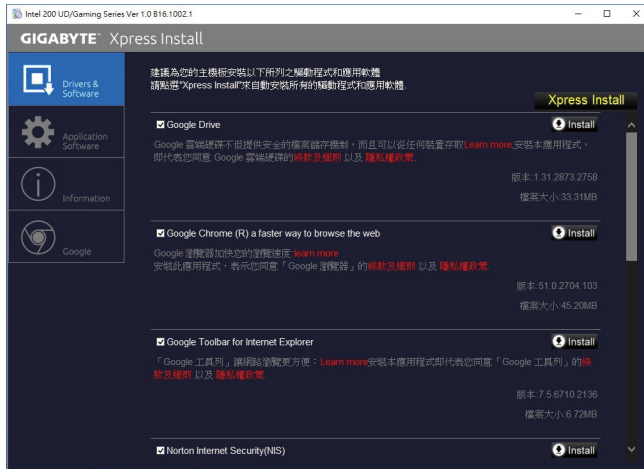 Intel 200 UD/Gaming Series Ver 1.0 B16.1002.1
GIGABYTE™ Xpress Install
Drivers &
Software
Application
Software
Information
Google
建議為您的主機板安裝以下所列之驅動程式和應用軟體
請點選"Xpress Install"來自動安裝所有的驅動程式和應用軟體.
Xpress Install
Google Drive
Install
Google 雲端硬碟不但提供安全的檔案儲存機制，而且可以從任何裝置存取Learn more,安裝本應用程式，
即代表您同意 Google 雲端硬碟的條款及細則 以及 隱私權政策.
版本:1.31.2873.2758
檔案大小:33.31MB
Google Chrome (R) a faster way to browse the web
Install
Google 瀏覽器加快您的瀏覽速度:learn more
安裝此應用程式，表示您同意「Google 瀏覽器」的條款及細則 以及 隱私權政策.
版本:51.0.2704.103
檔案大小:45.20MB
Google Toolbar for Internet Explorer
Install
「Google 工具列」讓網路瀏覽更方便：Learn more安裝本應用程式即代表您同意「Google 工具列」的條
款及細則 以及 隱私權政策.
版本:7.5.6710.2136
檔案大小:6.72MB
Norton Internet Security(NIS)
Install